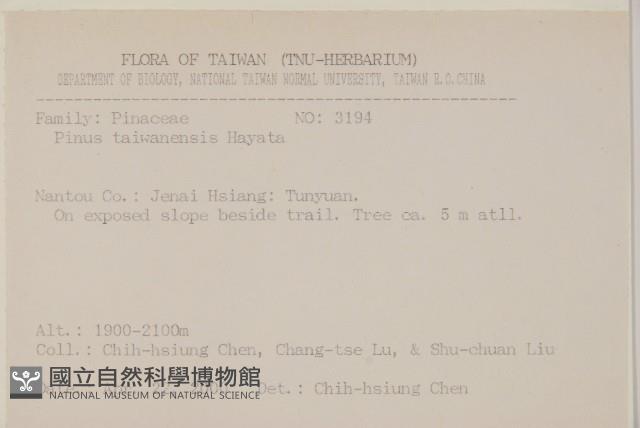 FLORA OF TAIWAN (TNU-HERBARIUM)
DEPARTMENT OF BIOLOGY, NATIONAL TAIWAN NORMAL UNIVERSITY, TAIWAN R.O.CHINA
Family: Pinaceae NO: 3194
Pinus taiwanensis Hayata
Nantou Co.: Jenai Hsiang: Tunyuan.
On exposed slope beside trail. Tree ca. 5 m atll.
Alt.: 1900-2100m
Coll.: Chih-hsiung Chen, Chang-tse Lu, & Shu-chuan Liu
Det.: Chih-hsiung Chen
國立自然科學博物館
NATIONAL MUSEUM OF NATURAL SCIENCE